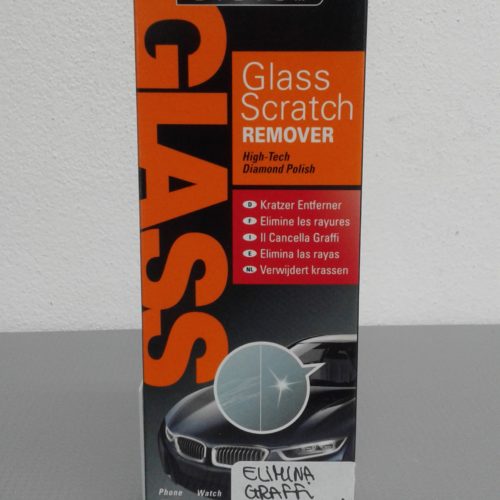 GLASS
Glass
Scratch
REMOVER
High-Tech
Diamond Polish
D Kratzer Entferner
F Elimine les rayures
I Il Cancella Graffi
E Elimina las rayas
NL Verwijdert krassen
Phone Watch
ELIMINA
GRAFFi